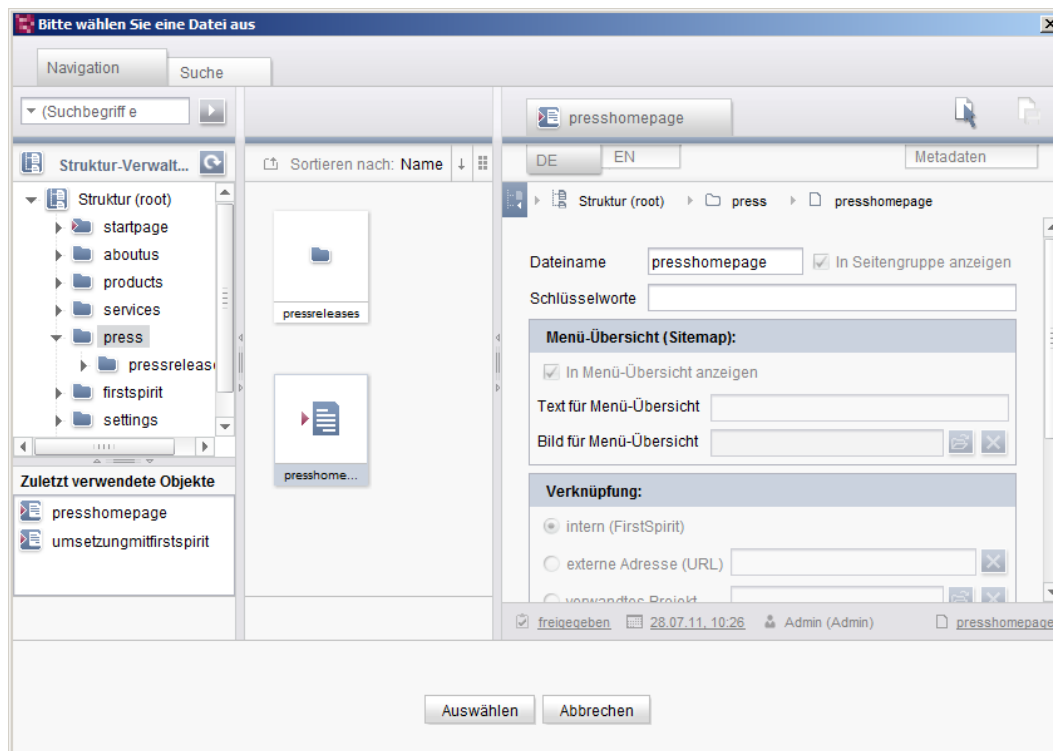 Bitte wählen Sie eine Datei aus
Navigation
Suche
(Suchbegriff e
Struktur-Verwalt...
Struktur (root)
startpage
aboutus
products
services
press
pressrelease
firstspirit
settings
Zuletzt verwendete Objekte
presshomepage
umsetzungmitfirstspirit
Sortieren nach: Name
pressreleases
presshome...
presshomepage
DE
EN
Metadaten
Struktur (root) press presshomepage
Dateiname presshomepage In Seitengruppe anzeigen
Schlüsselworte
Menü-Übersicht (Sitemap):
In Menü-Übersicht anzeigen
Text für Menü-Übersicht
Bild für Menü-Übersicht
Verknüpfung:
intern (FirstSpirit)
externe Adresse (URL)
verwandtes Projekt
freigegeben 28.07.11, 10:26 Admin (Admin) presshomepage
Auswählen Abbrechen